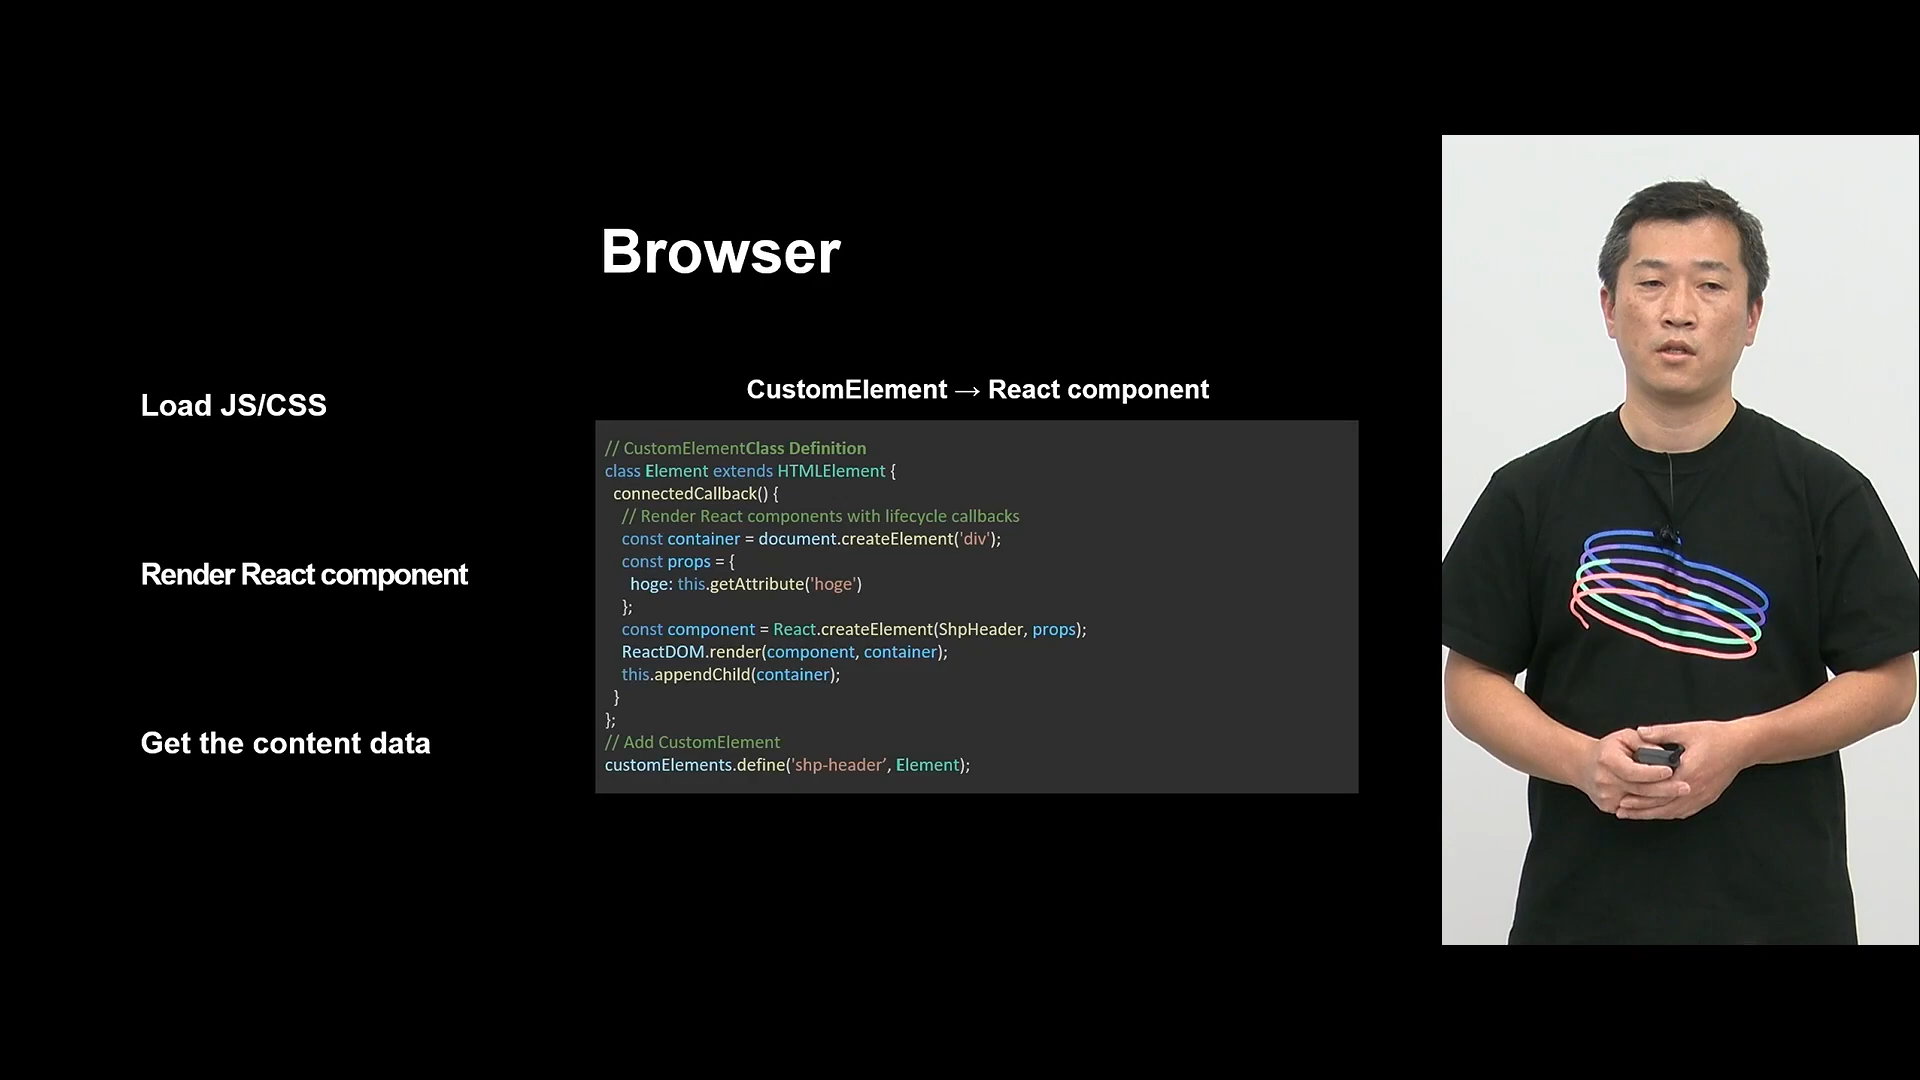 Browser
Load JS/CSS
Render React component
Get the content data
CustomElement → React component
// CustomElementClass Definition
class Element extends HTMLElement {
connectedCallback() {
// Render React components with lifecycle callbacks
const container = document.createElement('div');
const props = {
hoge: this.getAttribute('hoge')
};
const component = React.createElement(ShpHeader, props);
ReactDOM.render(component, container);
this.appendChild(container);
}
};
// Add CustomElement
customElements.define('shp-header’, Element);